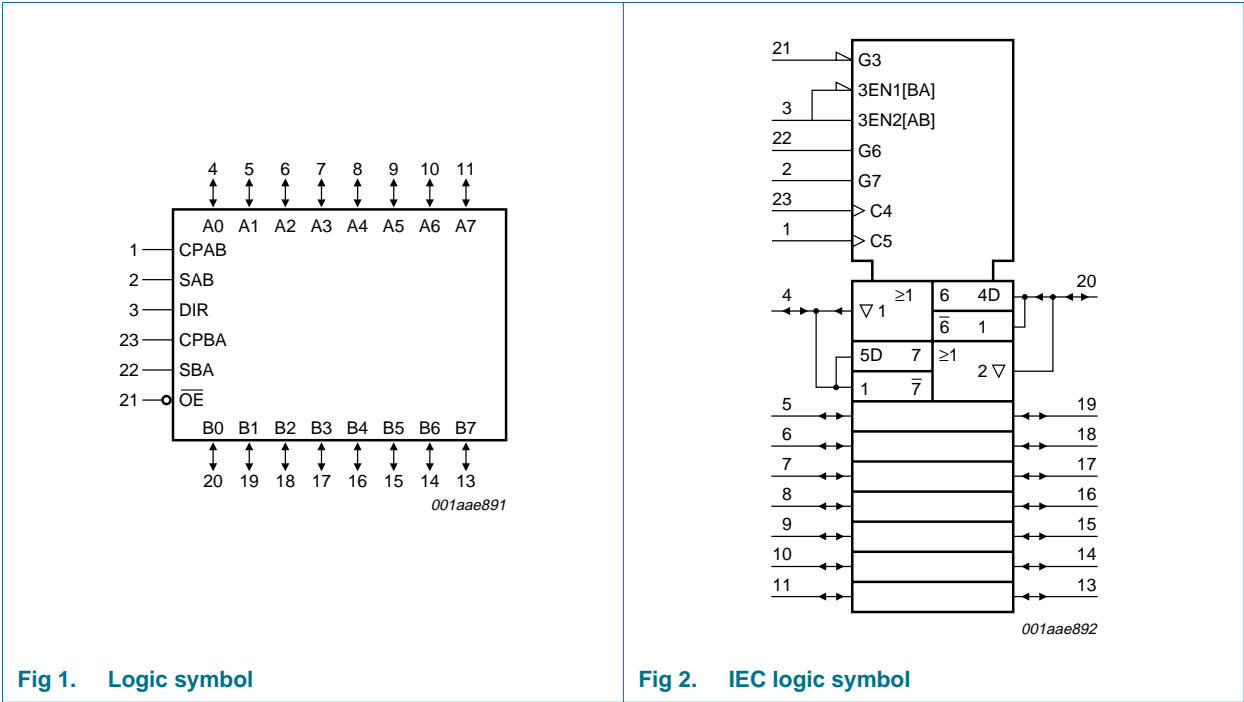 4 5 6 7 8 9 10 11
A0 A1 A2 A3 A4 A5 A6 A7
1 CPAB
2 SAB
3 DIR
23 CPBA
22 SBA
21 O̅E̅
B0 B1 B2 B3 B4 B5 B6 B7
20 19 18 17 16 15 14 13
001aae891
Fig 1. Logic symbol
21 G3
3EN1[BA]
3 3EN2[AB]
22 G6
2 G7
23 C4
1 C5
4 ▽ 1 ≥1 6 4D 20
6̅ 1
5D 7 ≥1
2 ▽
1 7̅
5 19
6 18
7 17
8 16
9 15
10 14
11 13
001aae892
Fig 2. IEC logic symbol